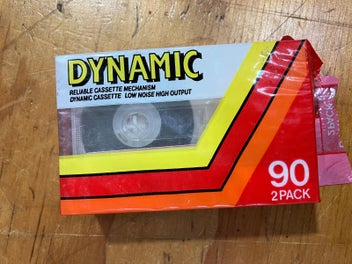 DYNAMIC
RELIABLE CASSETTE MECHANISM
DYNAMIC CASSETTE LOW NOISE HIGH OUTPUT
90
2 PACK